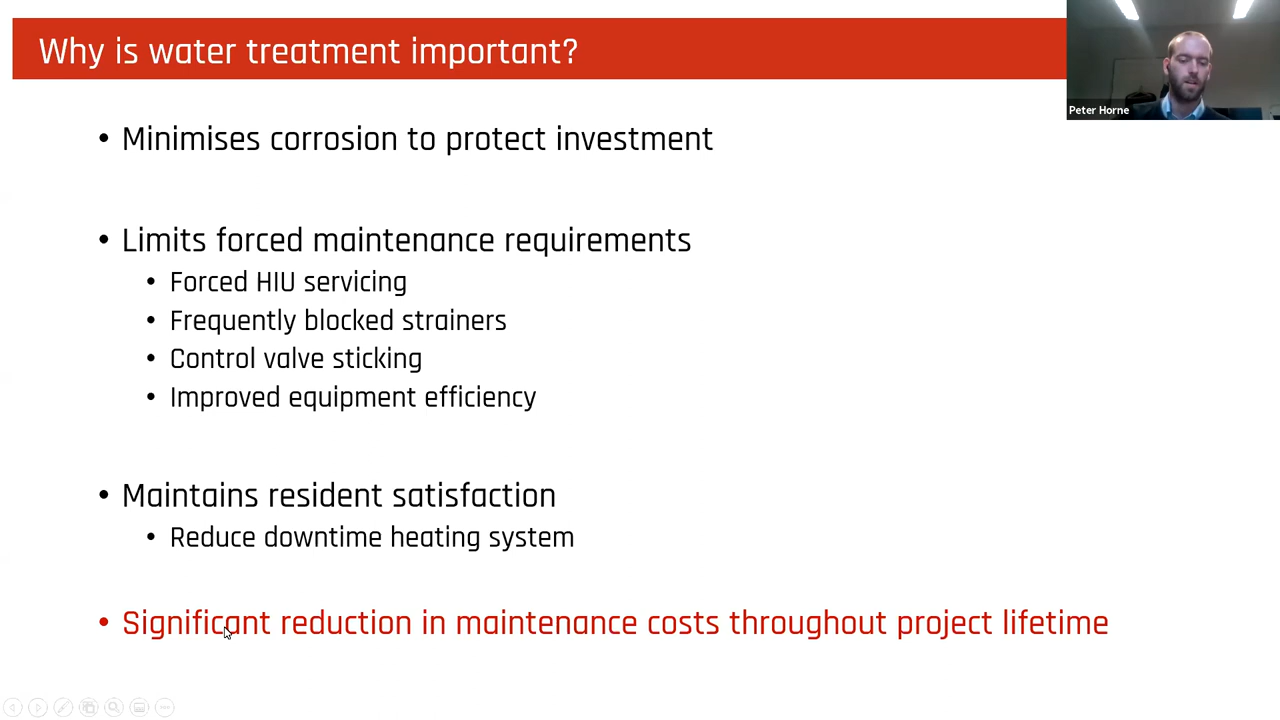 Why is water treatment important?
Peter Horne
• Minimises corrosion to protect investment
• Limits forced maintenance requirements
• Forced HIU servicing
• Frequently blocked strainers
• Control valve sticking
• Improved equipment efficiency
• Maintains resident satisfaction
• Reduce downtime heating system
• Significant reduction in maintenance costs throughout project lifetime